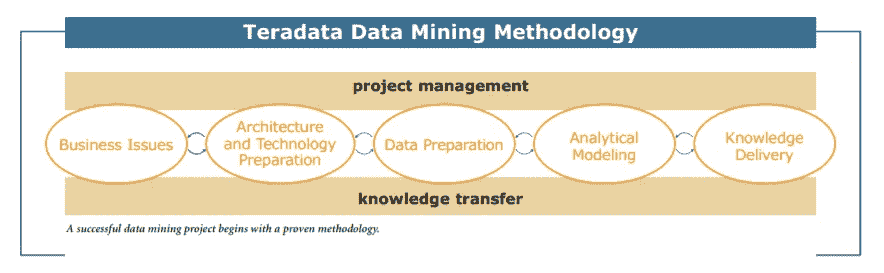 Teradata Data Mining Methodology
project management
Business Issues
Architecture
and Technology
Preparation
Data Preparation
Analytical
Modeling
Knowledge
Delivery
knowledge transfer
A successful data mining project begins with a proven methodology.